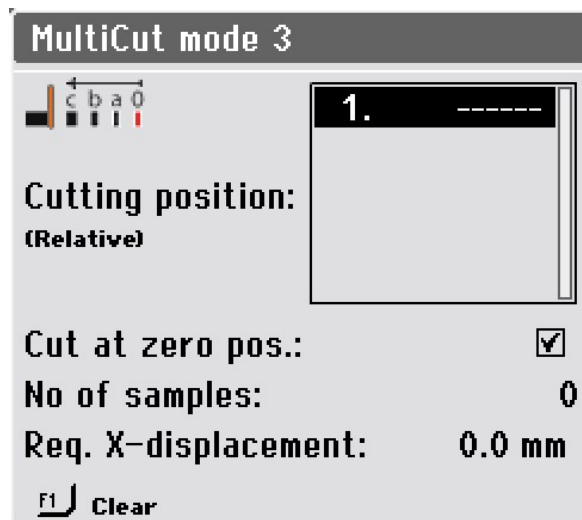 MultiCut mode 3
c b a 0
1. ------
Cutting position:
(Relative)
Cut at zero pos.:
No of samples: 0
Req. X-displacement: 0.0 mm
F1 Clear